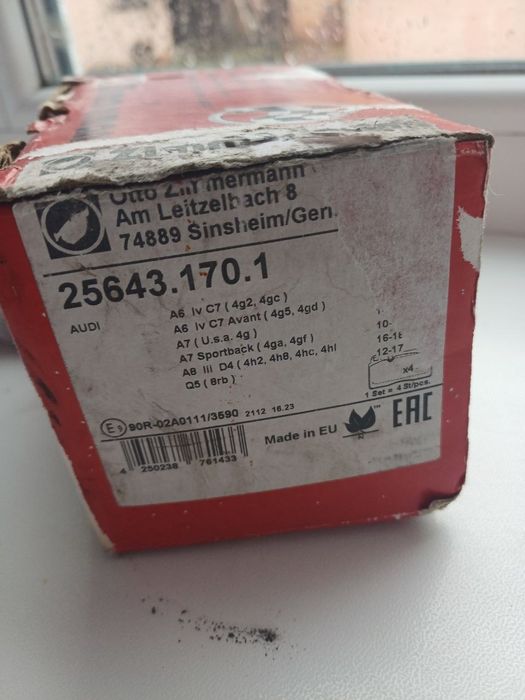 Otto Zimmermann
Am Leitzelbach 8
74889 Sinsheim/Ger.
25643.170.1
AUDI
A6 Iv C7 ( 4g2, 4gc )
A6 Iv C7 Avant ( 4g5, 4gd )
A7 ( U.s.a. 4g ) 10-
A7 Sportback ( 4ga, 4gf ) 16-18
A8 III D4 ( 4h2, 4h8, 4hc, 4hl 12-17
Q5 ( 8rb )
x4
1 Set = 4 St/pcs.
E9 90R-02A0111/3590 2112 16.23
Made in EU
EAC
4 250238 761433